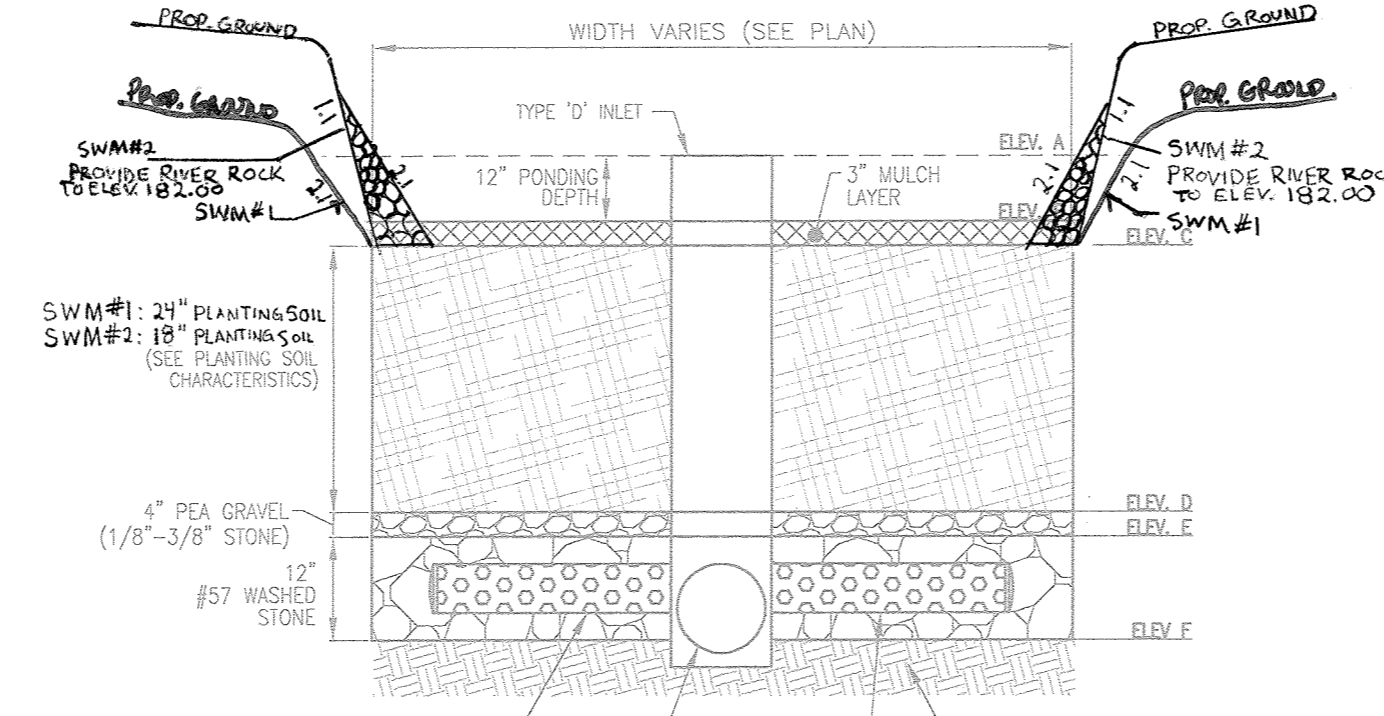 PROP. GROUND
PROP. GROUND
WIDTH VARIES (SEE PLAN)
PROP. GROUND
PROP. GROUND
1.1
SWM#2
PROVIDE RIVER ROCK
TO ELEV. 182.00
SWM#1
2.1
TYPE 'D' INLET
12" PONDING
DEPTH
3" MULCH
LAYER
ELEV. A
ELEV.
ELEV. C
1.1
2.1
2.1
SWM#2
PROVIDE RIVER ROC
TO ELEV. 182.00
SWM#1
SWM#1: 24" PLANTING SOIL
SWM#2: 18" PLANTING SOIL
(SEE PLANTING SOIL
CHARACTERISTICS)
4" PEA GRAVEL
(1/8"-3/8" STONE)
12"
#57 WASHED
STONE
ELEV. D
ELEV. E
ELEV F